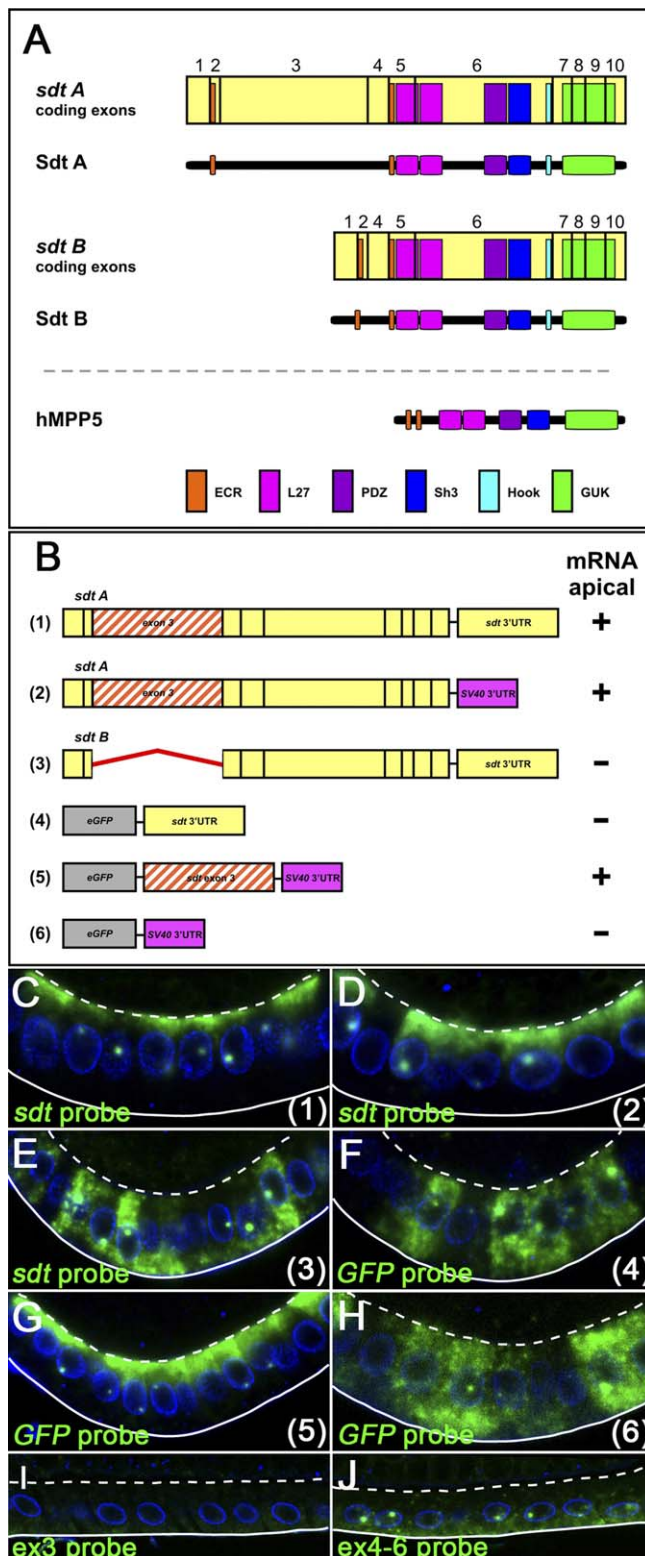 A
1 2 3 4 5 6 7 8 9 10
sdt A
coding exons
Sdt A
1 2 4 5 6 7 8 9 10
sdt B
coding exons
Sdt B
hMPP5
ECR L27 PDZ Sh3 Hook GUK
B
mRNA
apical
sdt A
(1) exon 3 sdt 3'UTR +
sdt A
(2) exon 3 SV40 3'UTR +
sdt B
(3) sdt 3'UTR –
(4) eGFP sdt 3'UTR –
(5) eGFP sdt exon 3 SV40 3'UTR +
(6) eGFP SV40 3'UTR –
C
sdt probe (1)
D
sdt probe (2)
E
sdt probe (3)
F
GFP probe (4)
G
GFP probe (5)
H
GFP probe (6)
I
ex3 probe
J
ex4-6 probe